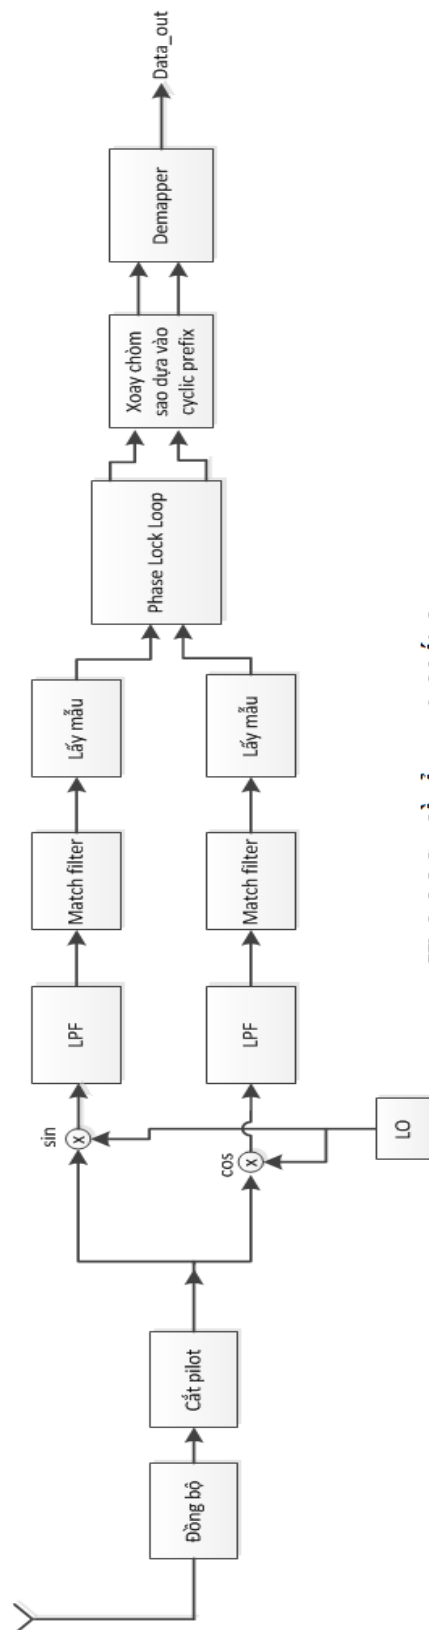 Đồng bộ
Cắt pilot
sin
X
cos
X
LO
LPF
Match filter
Lấy mẫu
LPF
Match filter
Lấy mẫu
Phase Lock Loop
Xoay chòm
sao dựa vào
cyclic prefix
Demapper
Data_out